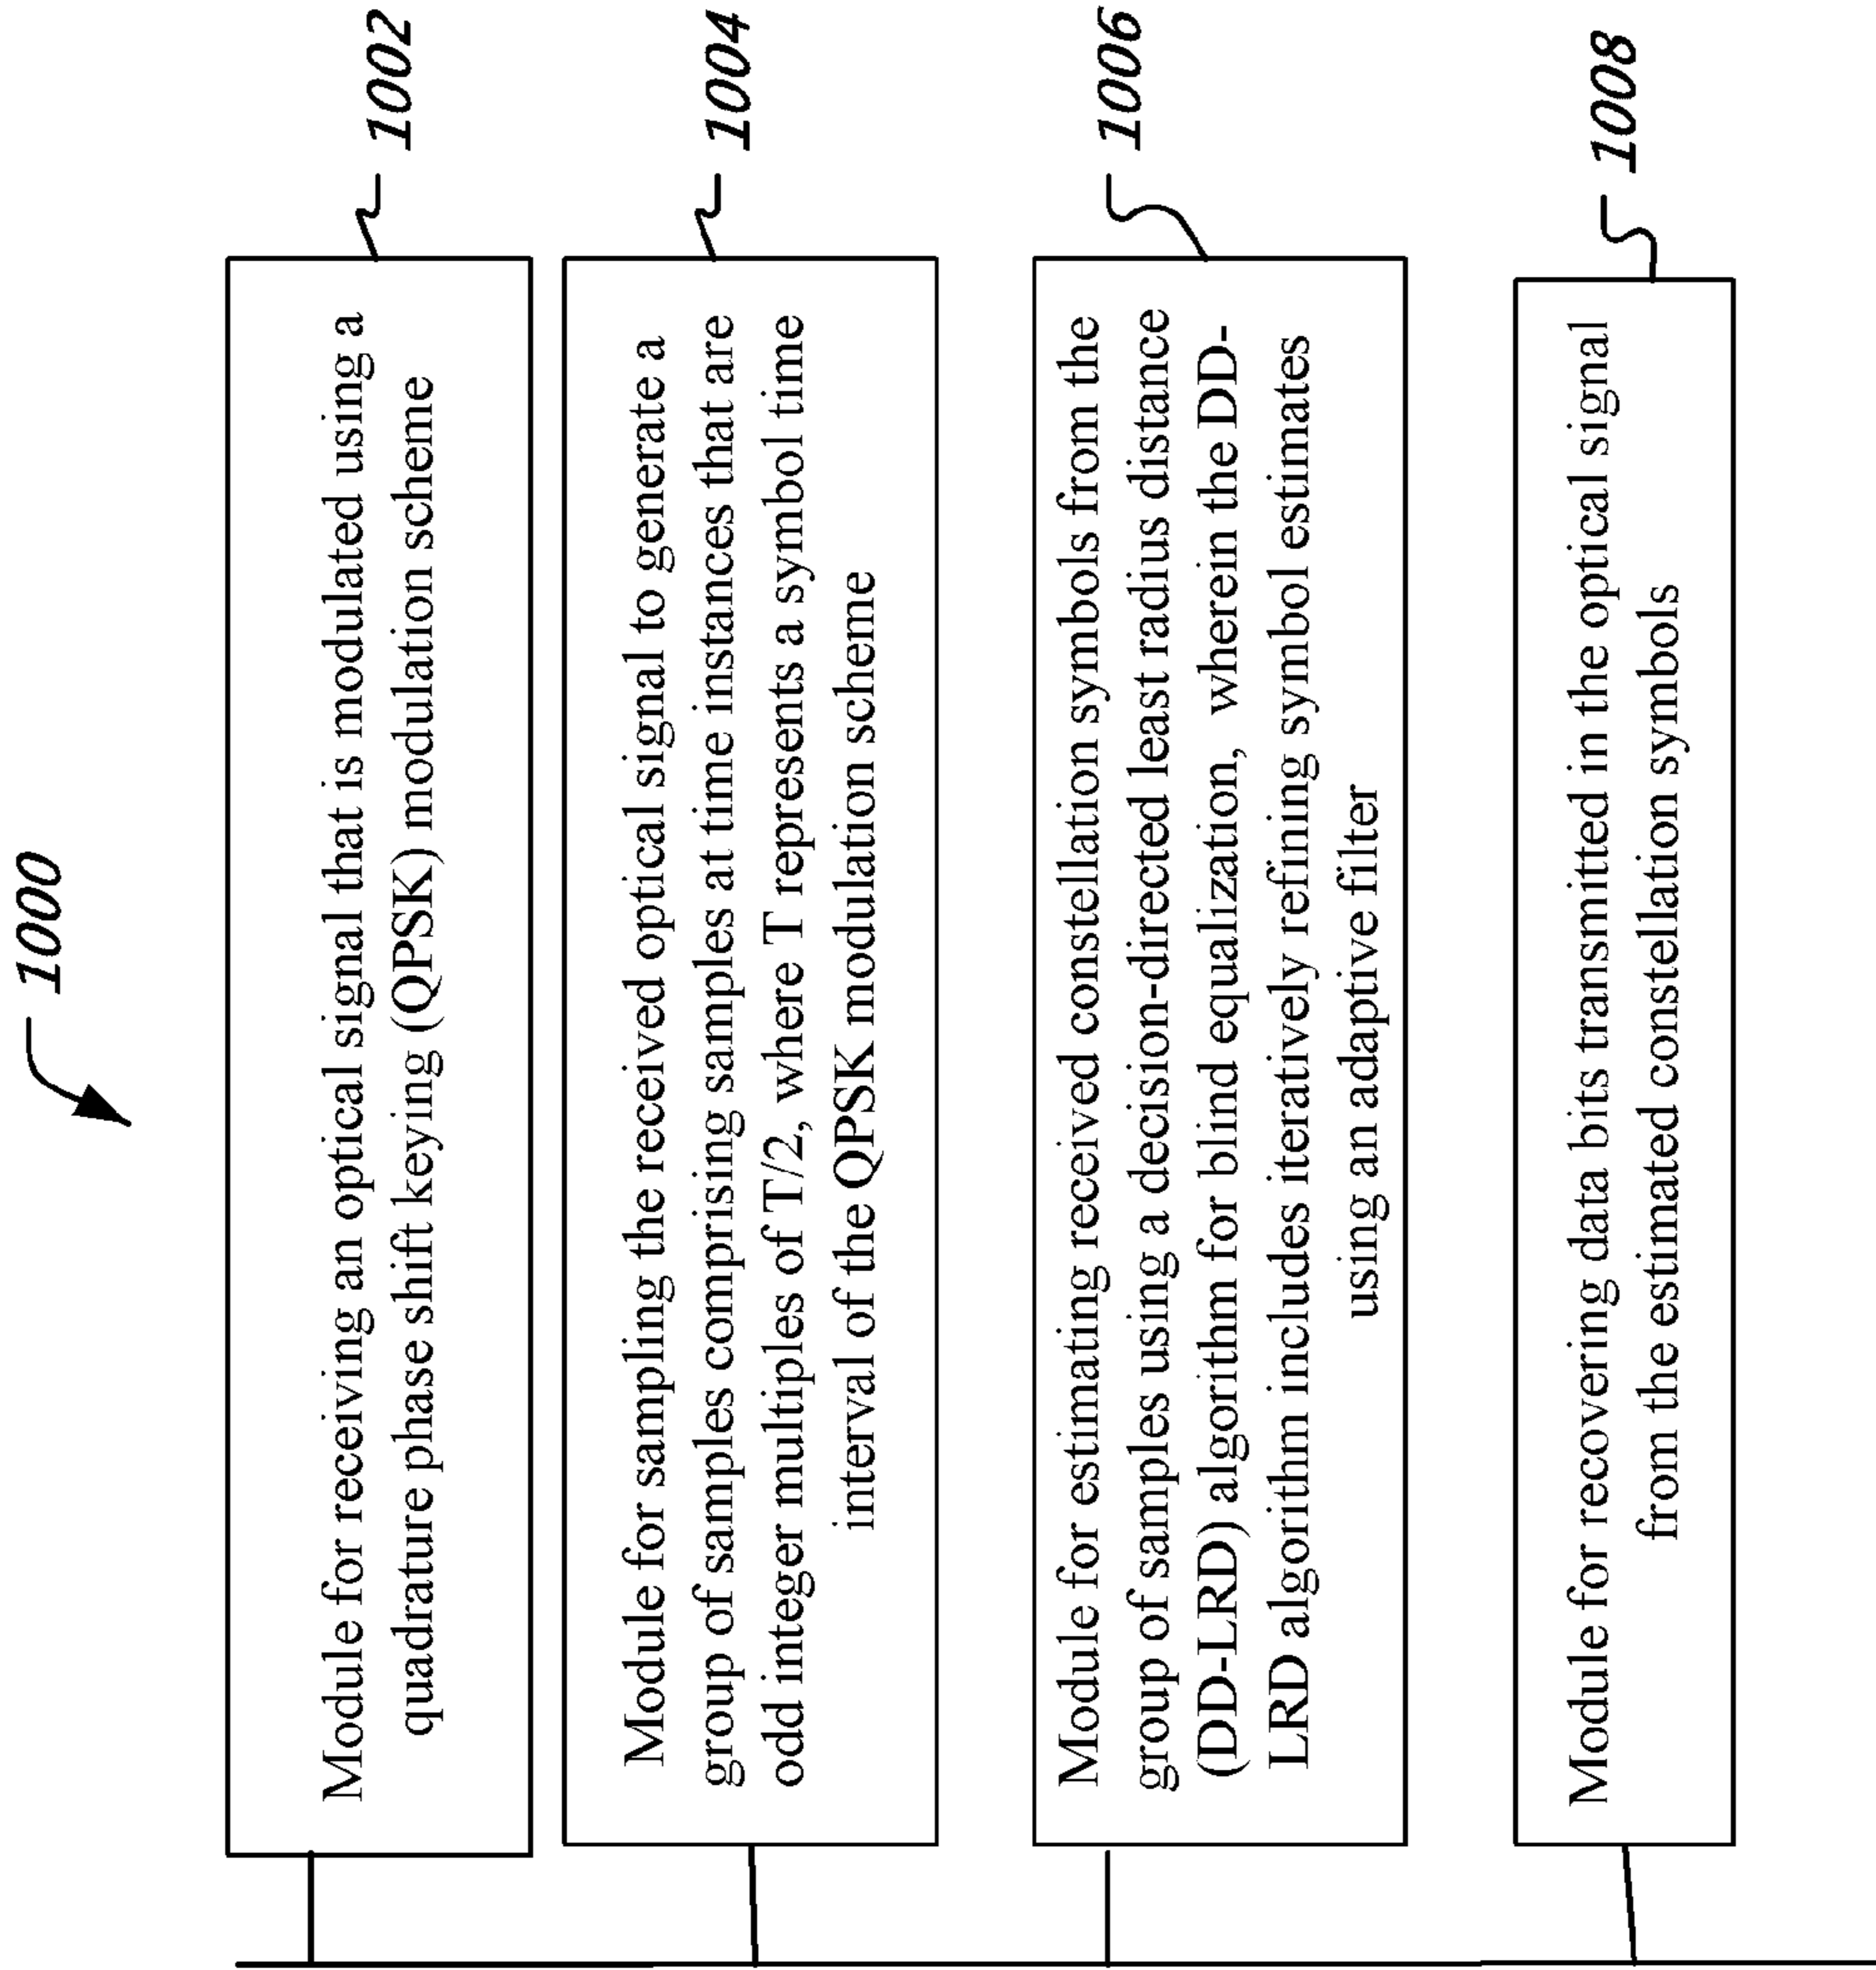 1000
Module for receiving an optical signal that is modulated using a
quadrature phase shift keying (QPSK) modulation scheme
1002
Module for sampling the received optical signal to generate a
group of samples comprising samples at time instances that are
odd integer multiples of T/2, where T represents a symbol time
interval of the QPSK modulation scheme
1004
Module for estimating received constellation symbols from the
group of samples using a decision-directed least radius distance
(DD-LRD) algorithm for blind equalization, wherein the DD-
LRD algorithm includes iteratively refining symbol estimates
using an adaptive filter
1006
Module for recovering data bits transmitted in the optical signal
from the estimated constellation symbols
1008